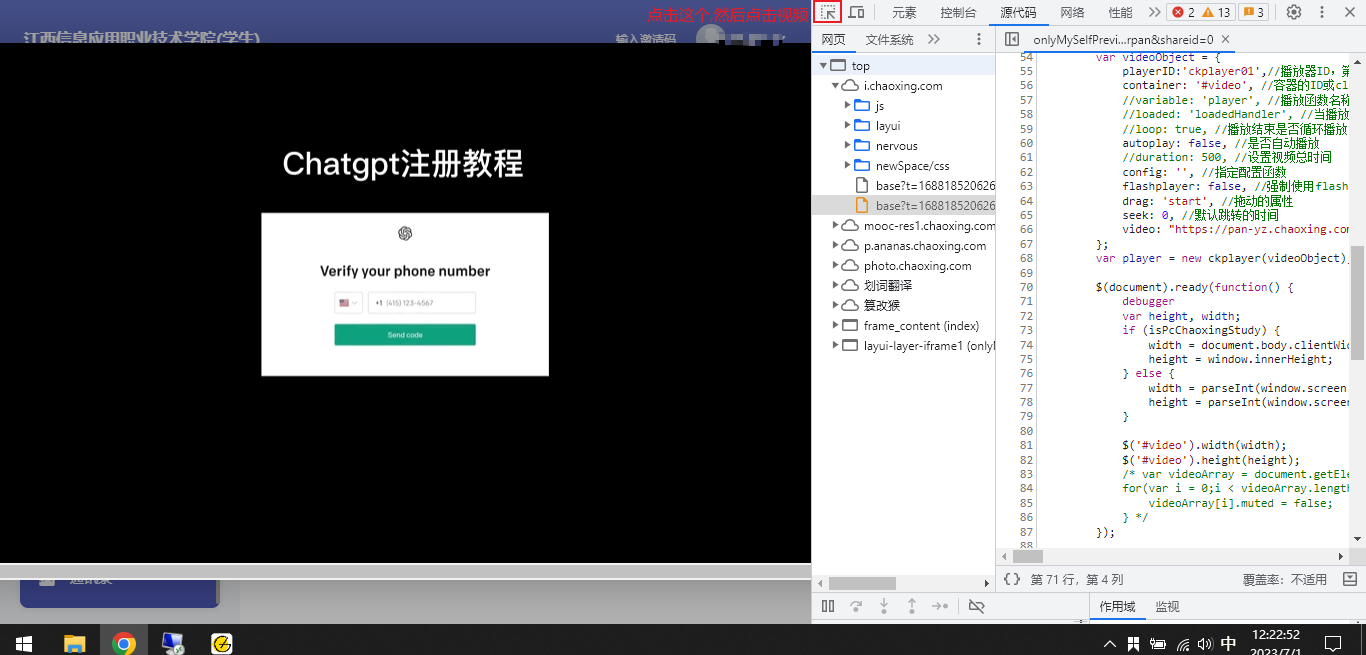 点击这个,然后点击视频
江西信息应用职业技术学院(学生)
输入邀请码
Chatgpt注册教程
Verify your phone number
+1 (415) 123-4567
Send code
元素 控制台 源代码 网络 性能 2 13 3
网页 文件系统
top
i.chaoxing.com
js
layui
nervous
newSpace/css
base?t=168818520626
base?t=168818520626
mooc-res1.chaoxing.com
p.ananas.chaoxing.com
photo.chaoxing.com
划词翻译
篡改猴
frame_content (index)
layui-layer-iframe1 (onlyM
onlyMySelfPrevi...rpan&shareid=0
54 var videoObject = {
55 playerID:'ckplayer01',//播放器ID，第
56 container: '#video', //容器的ID或cl
57 //variable: 'player', //播放函数名称
58 //loaded: 'loadedHandler', //当播放
59 //loop: true, //播放结束是否循环播放
60 autoplay: false, //是否自动播放
61 //duration: 500, //设置视频总时间
62 config: '', //指定配置函数
63 flashplayer: false, //强制使用flash
64 drag: 'start', //拖动的属性
65 seek: 0, //默认跳转的时间
66 video: "https://pan-yz.chaoxing.com
67 };
68 var player = new ckplayer(videoObject);
69
70 $(document).ready(function() {
71 debugger
72 var height, width;
73 if (isPcChaoxingStudy) {
74 width = document.body.clientWid
75 height = window.innerHeight;
76 } else {
77 width = parseInt(window.screen
78 height = parseInt(window.screen
79 }
80
81 $('#video').width(width);
82 $('#video').height(height);
83 /* var videoArray = document.getEle
84 for(var i = 0;i < videoArray.length
85 videoArray[i].muted = false;
86 } */
87 });
88
{} 第 71 行，第 4 列 覆盖率：不适用
作用域 监视
中
12:22:52
2023/7/1